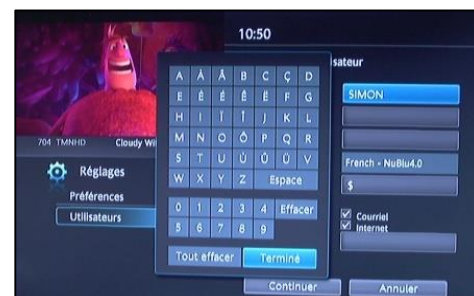 10:50
sateur
A À Â B C Ç D
E É È Ê Ë F G
H I Î Ï J K L
M N O Ô P Q R
S T U Ù Û Ü V
W X Y Z Espace
0 1 2 3 4 Effacer
5 6 7 8 9
Tout effacer Terminé
SIMON
French - NuBlu4.0
$
Courriel
Internet
704 TMNHD Cloudy Wi
Réglages
Préférences
Utilisateurs
Continuer Annuler